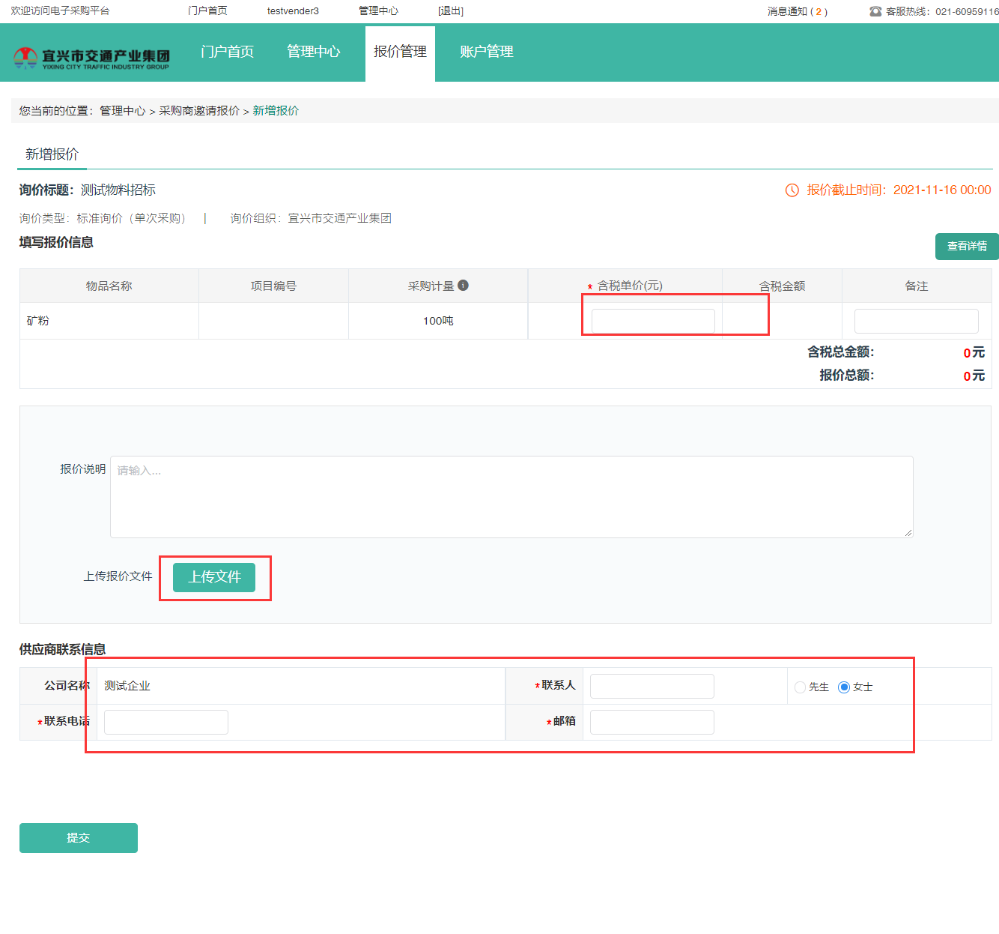 欢迎访问电子采购平台 门户首页 testvender3 管理中心 [退出] 消息通知 ( 2 ) 客服热线：021-60959116
宜兴市交通产业集团
YIXING CITY TRAFFIC INDUSTRY GROUP
门户首页 管理中心 报价管理 账户管理
您当前的位置：管理中心 > 采购商邀请报价 > 新增报价
新增报价
询价标题：测试物料招标 报价截止时间：2021-11-16 00:00
询价类型：标准询价（单次采购） | 询价组织：宜兴市交通产业集团
填写报价信息 查看详情
物品名称 项目编号 采购计量 * 含税单价(元) 含税金额 备注
矿粉 100吨
含税总金额： 0元
报价总额： 0元
报价说明 请输入...
上传报价文件 上传文件
供应商联系信息
公司名称 测试企业 *联系人 先生 女士
*联系电话 *邮箱
提交